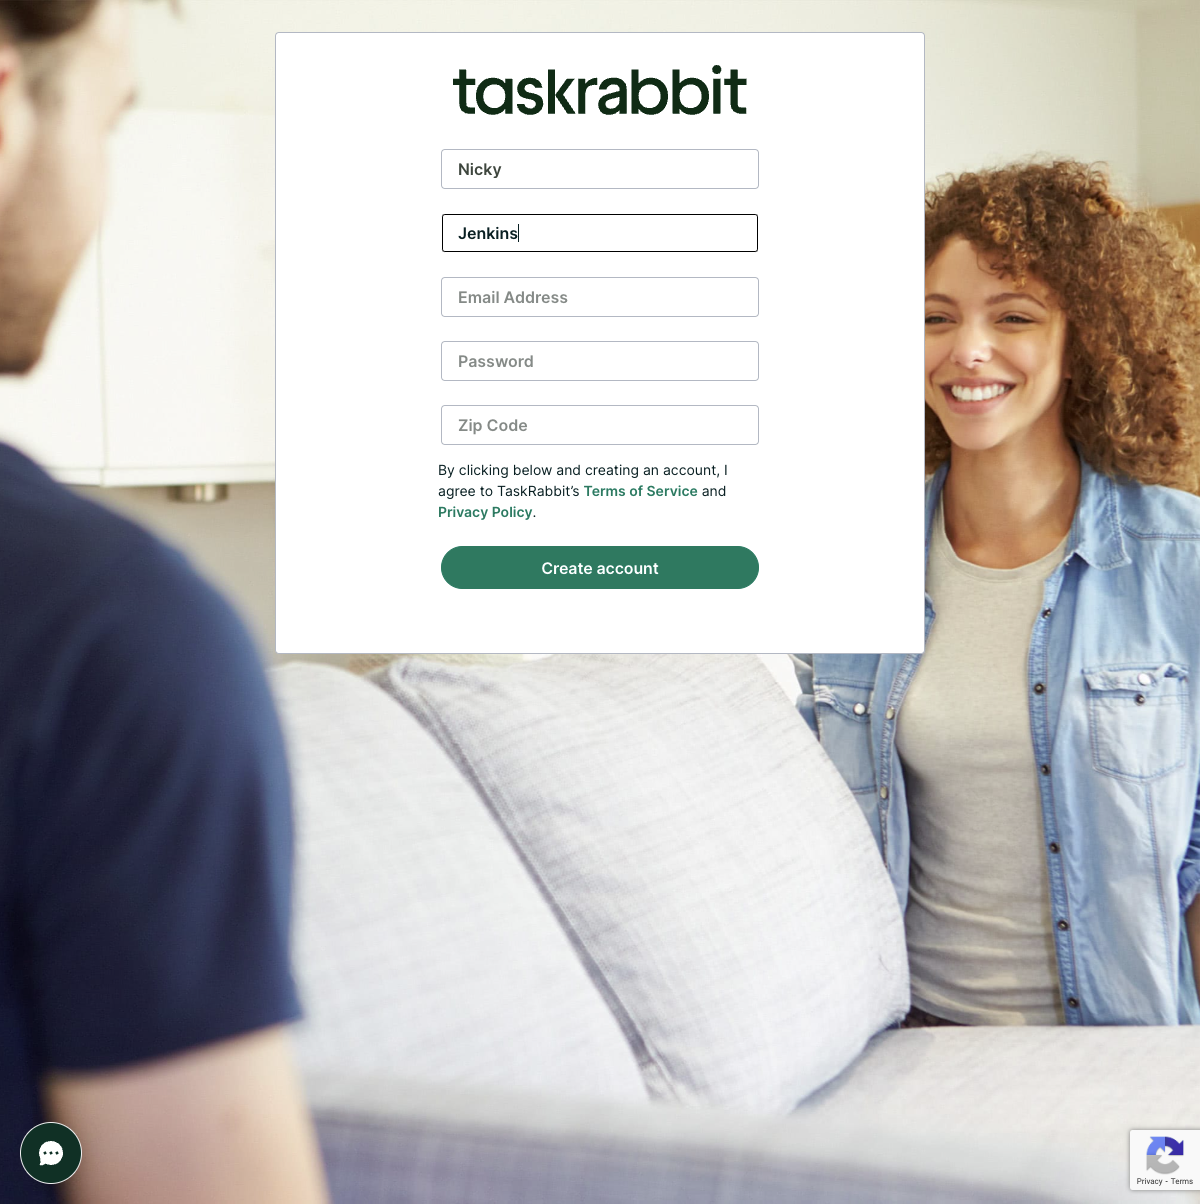 taskrabbit
Nicky
Jenkins
Email Address
Password
Zip Code
By clicking below and creating an account, I
agree to TaskRabbit’s Terms of Service and
Privacy Policy.
Create account
Privacy - Terms